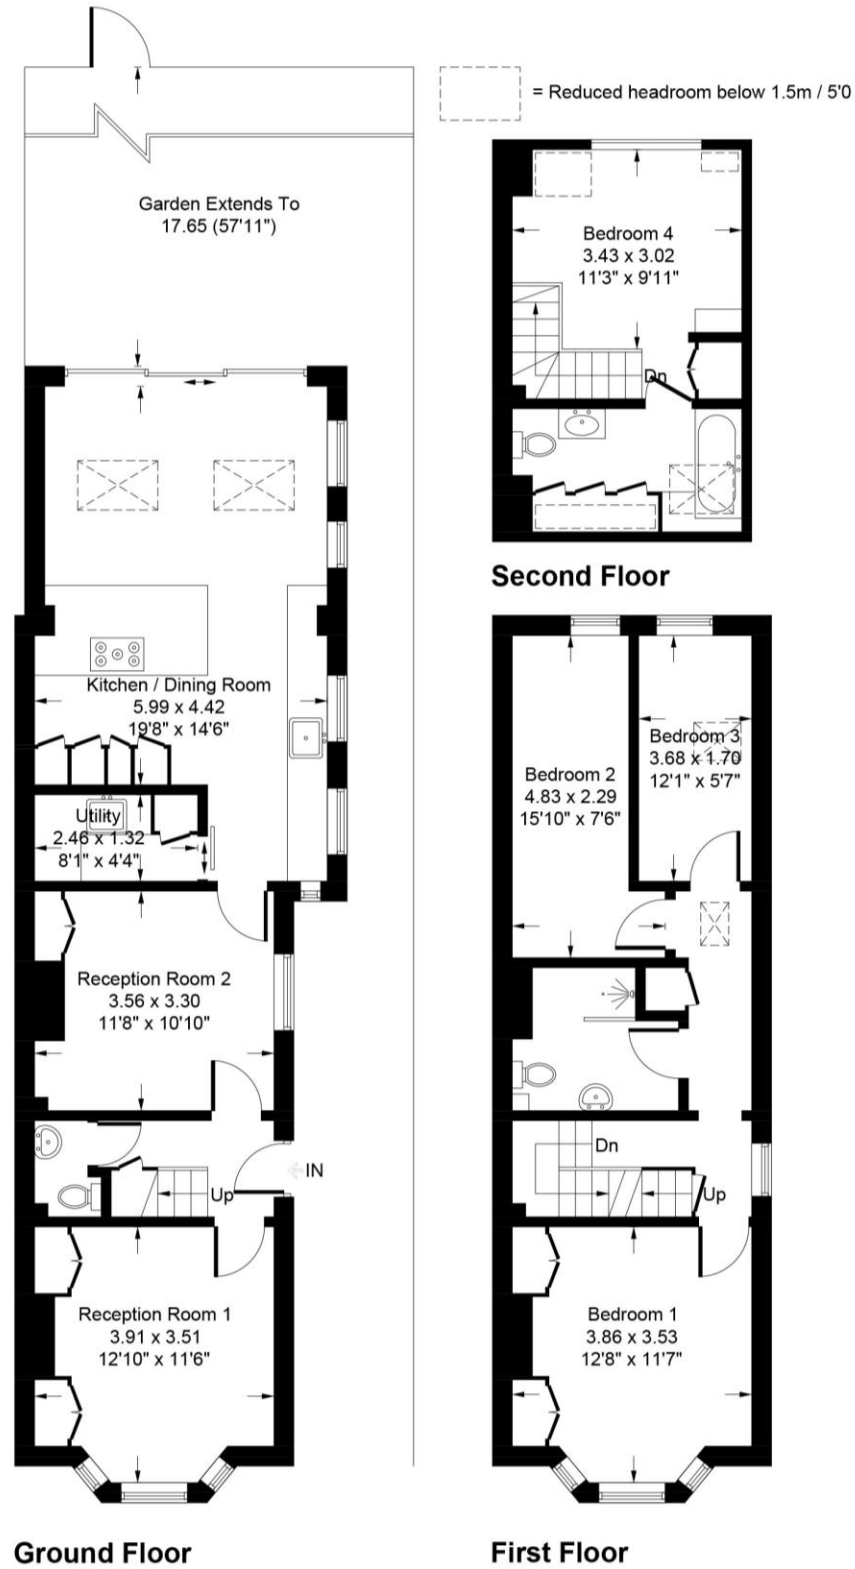 = Reduced headroom below 1.5m / 5'0
Garden Extends To
17.65 (57'11")
Bedroom 4
3.43 x 3.02
11'3" x 9'11"
Dn
Second Floor
Kitchen / Dining Room
5.99 x 4.42
19'8" x 14'6"
Utility
2.46 x 1.32
8'1" x 4'4"
Reception Room 2
3.56 x 3.30
11'8" x 10'10"
IN
Up
Reception Room 1
3.91 x 3.51
12'10" x 11'6"
Ground Floor
Bedroom 3
3.68 x 1.70
12'1" x 5'7"
Bedroom 2
4.83 x 2.29
15'10" x 7'6"
Dn
Up
Bedroom 1
3.86 x 3.53
12'8" x 11'7"
First Floor